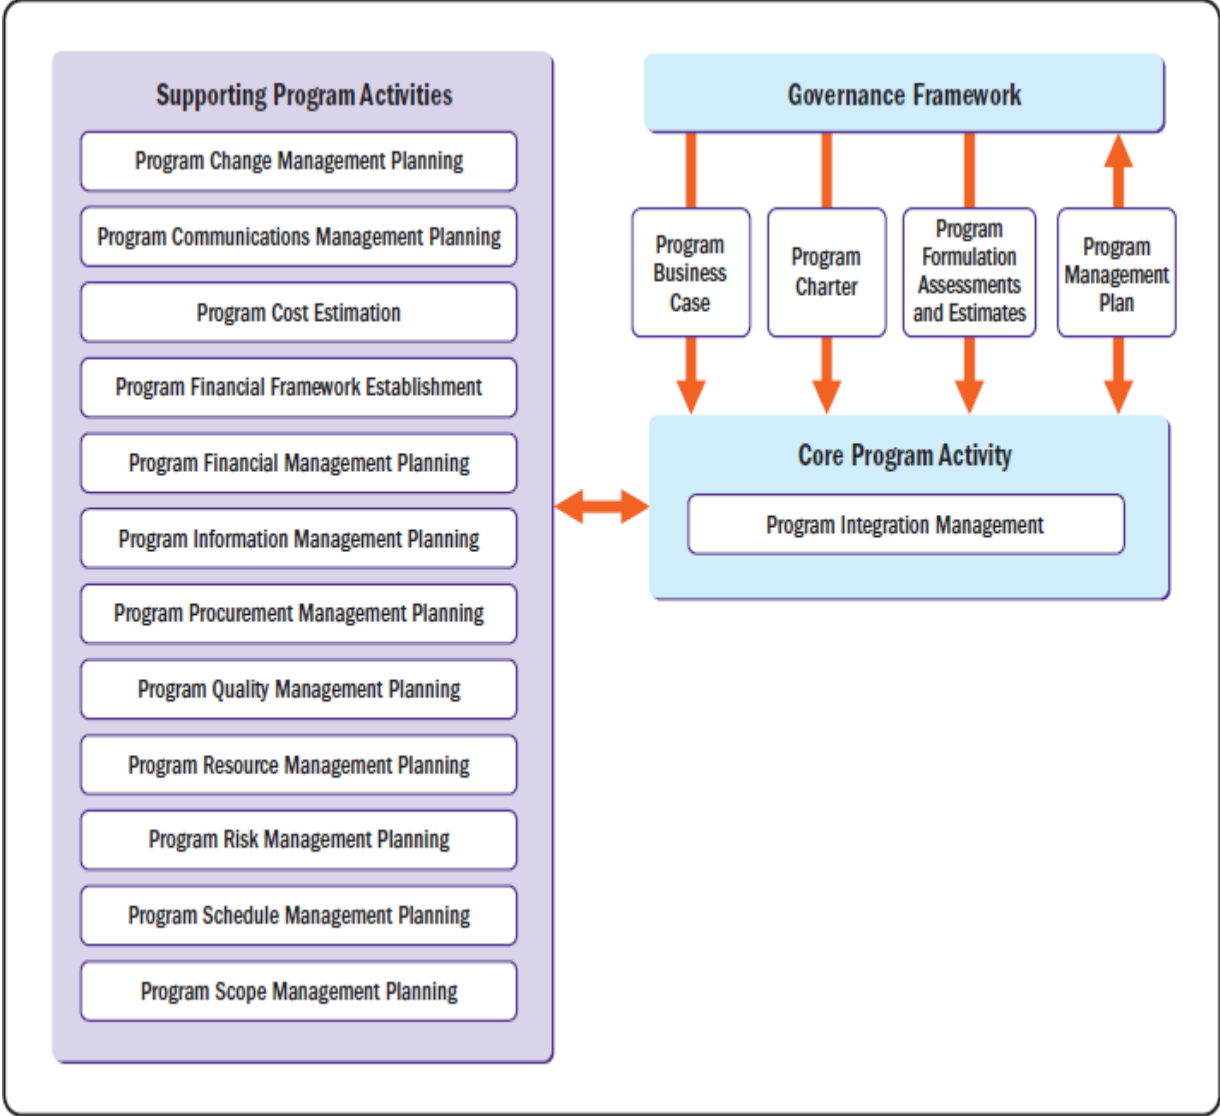 Supporting Program Activities
Program Change Management Planning
Program Communications Management Planning
Program Cost Estimation
Program Financial Framework Establishment
Program Financial Management Planning
Program Information Management Planning
Program Procurement Management Planning
Program Quality Management Planning
Program Resource Management Planning
Program Risk Management Planning
Program Schedule Management Planning
Program Scope Management Planning
Governance Framework
Program
Business
Case
Program
Charter
Program
Formulation
Assessments
and Estimates
Program
Management
Plan
Core Program Activity
Program Integration Management